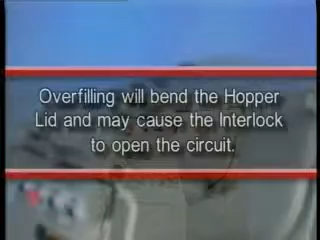 Overfilling will bend the Hopper
Lid and may cause the Interlock
to open the circuit.